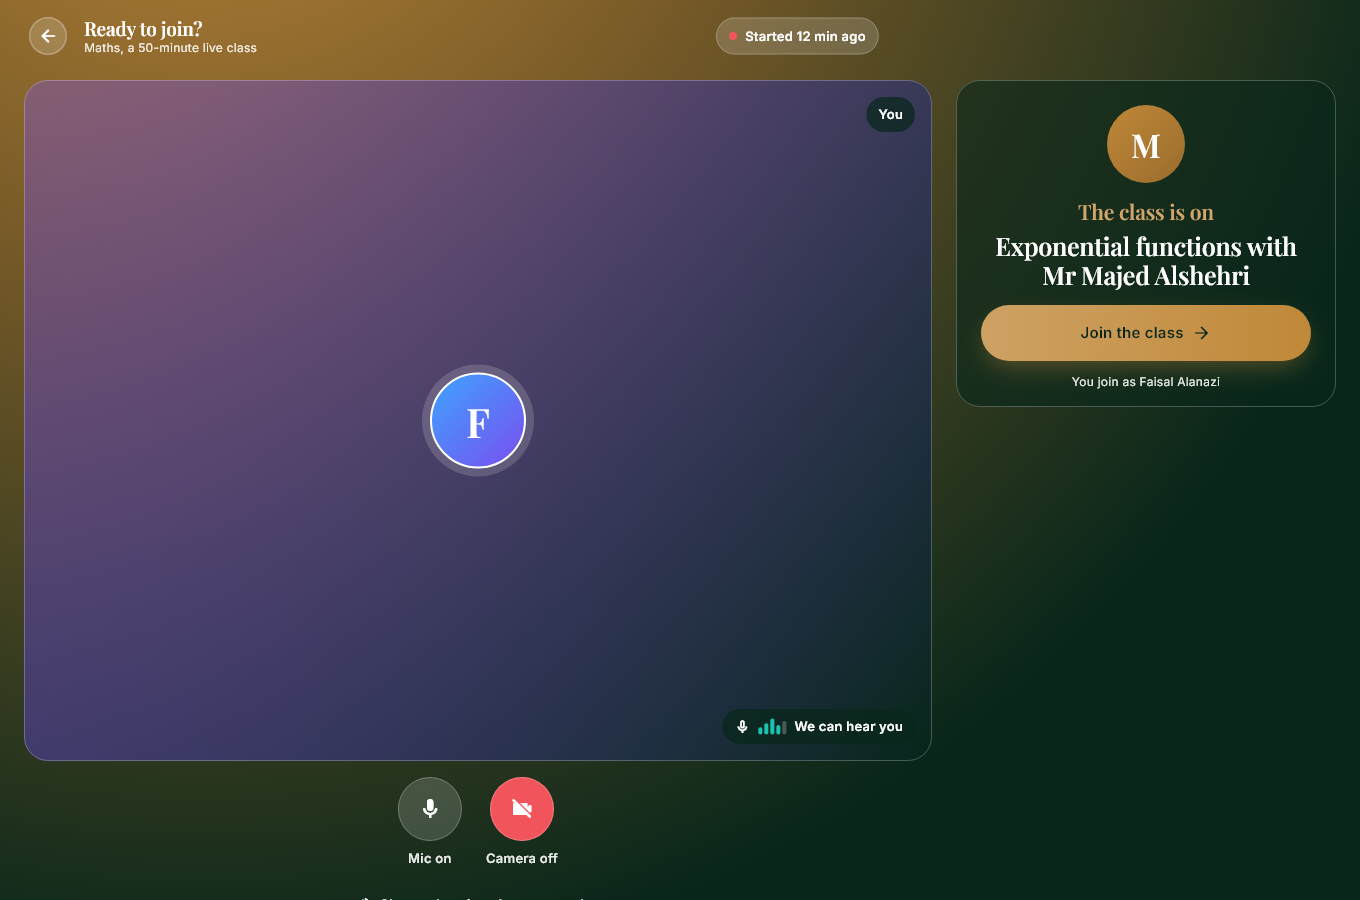 Ready to join?
Maths, a 50-minute live class
Started 12 min ago
You
F
We can hear you
Mic on
Camera off
M
The class is on
Exponential functions with
Mr Majed Alshehri
Join the class
You join as Faisal Alanazi